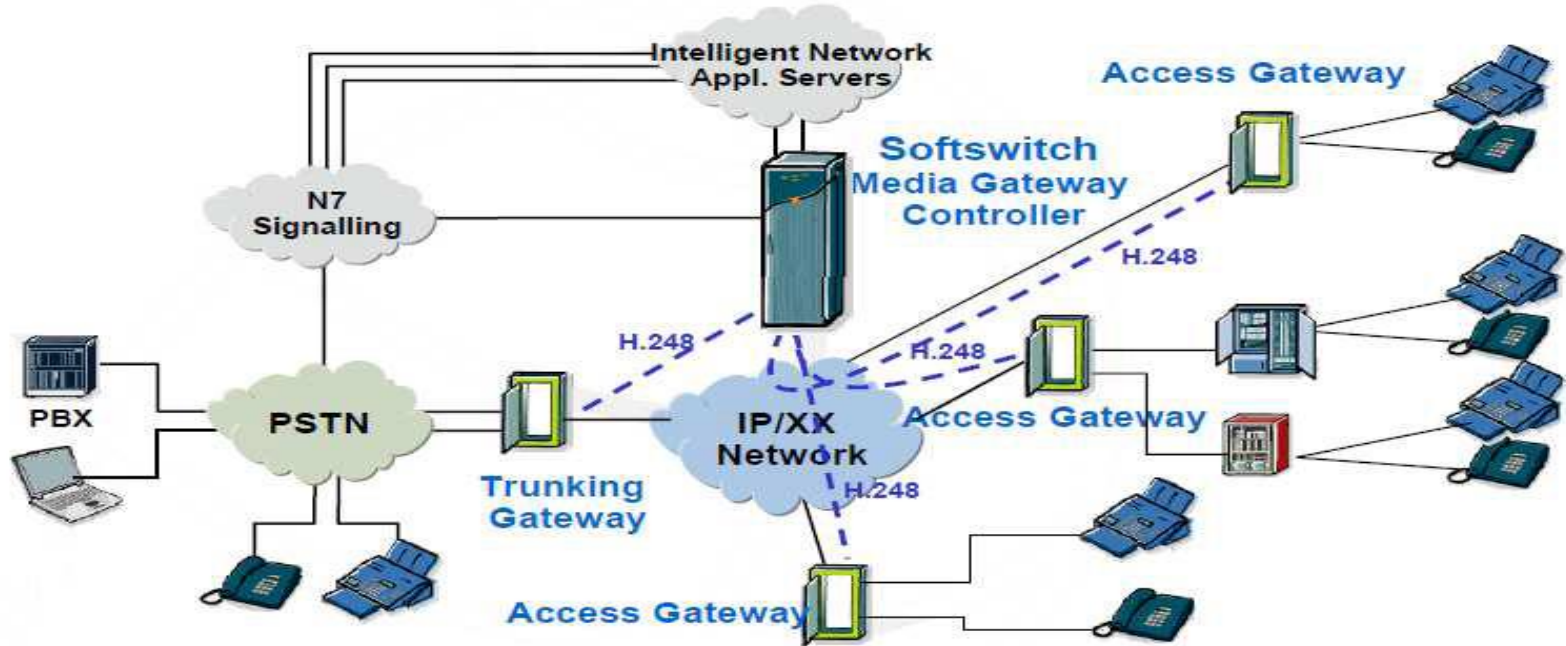 Intelligent Network
Appl. Servers
Access Gateway
Softswitch
Media Gateway
Controller
N7
Signalling
H.248
H.248
H.248
PBX
PSTN
IP/XX
Network
Access Gateway
Trunking
Gateway
H.248
Access Gateway